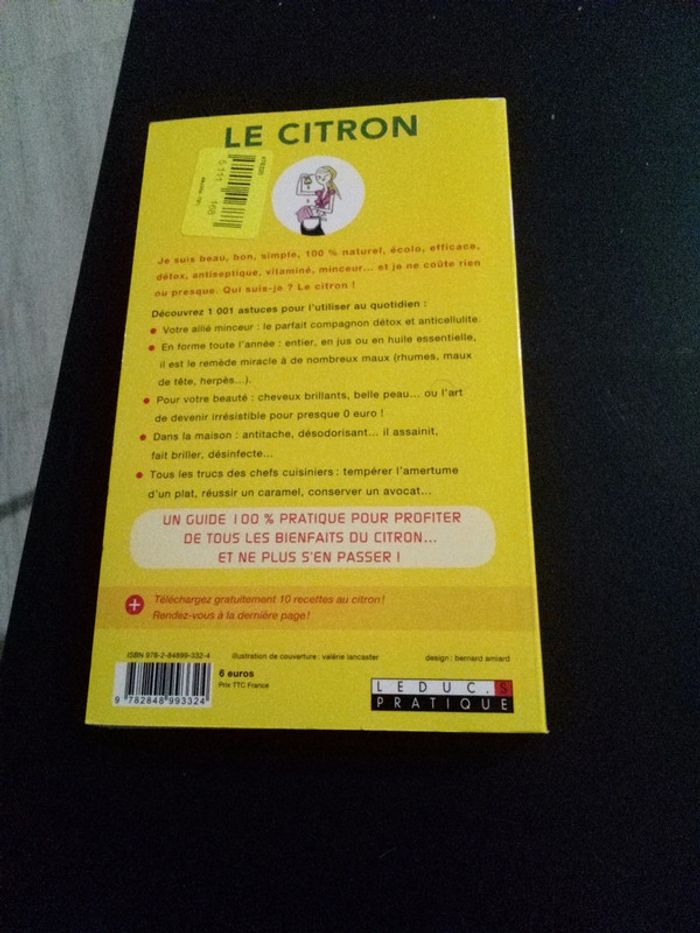 LE CITRON
5111 168
Je suis beau, bon, simple, 100 % naturel, écolo, efficace,
détox, antiseptique, vitaminé, minceur... et je ne coûte rien
ou presque. Qui suis-je ? Le citron !
Découvrez 1 001 astuces pour l'utiliser au quotidien :
● Votre allié minceur : le parfait compagnon détox et anticellulite.
● En forme toute l'année : entier, en jus ou en huile essentielle,
il est le remède miracle à de nombreux maux (rhumes, maux
de tête, herpès...).
● Pour votre beauté : cheveux brillants, belle peau... ou l'art
de devenir irrésistible pour presque 0 euro !
● Dans la maison : antitache, désodorisant... il assainit,
fait briller, désinfecte...
● Tous les trucs des chefs cuisiniers : tempérer l'amertume
d'un plat, réussir un caramel, conserver un avocat...
UN GUIDE 100 % PRATIQUE POUR PROFITER
DE TOUS LES BIENFAITS DU CITRON...
ET NE PLUS S'EN PASSER !
+ Téléchargez gratuitement 10 recettes au citron !
Rendez-vous à la dernière page !
ISBN 978-2-84899-332-4 illustration de couverture : valérie lancaster design : bernard amiard
6 euros
Prix TTC France
9 782848 993324
LEDUC.S
PRATIQUE